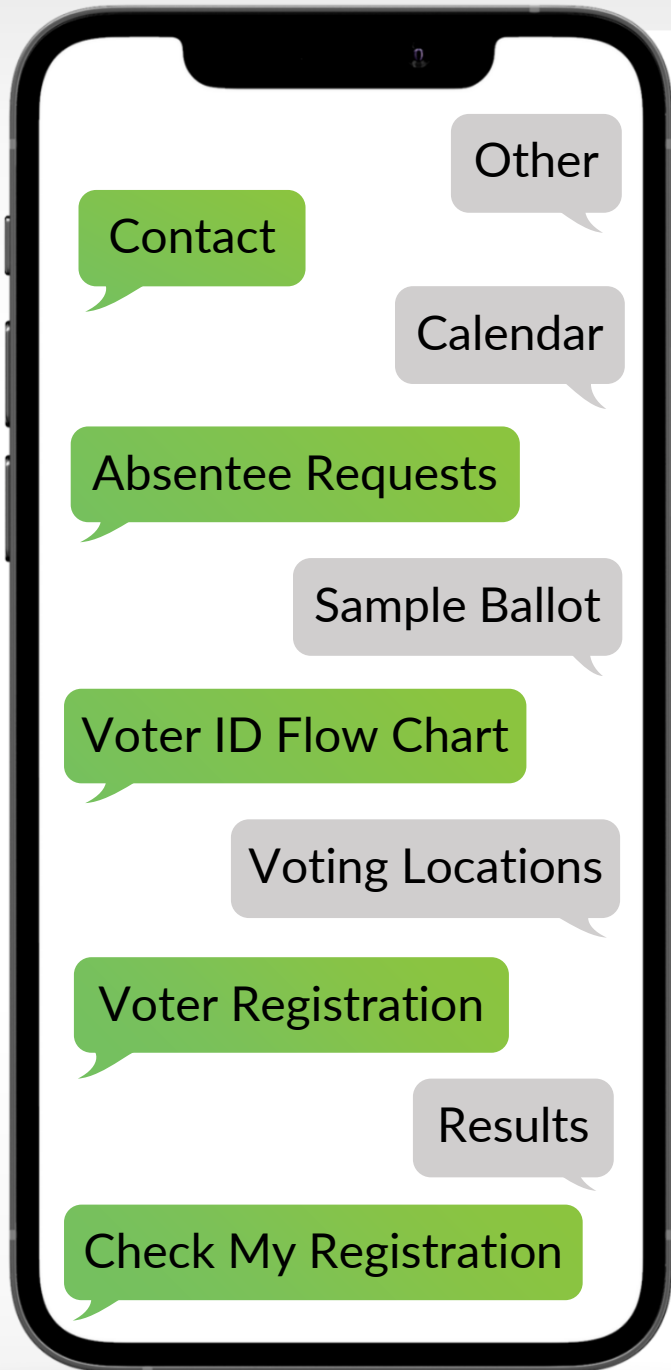 Other
Contact
Calendar
Absentee Requests
Sample Ballot
Voter ID Flow Chart
Voting Locations
Voter Registration
Results
Check My Registration